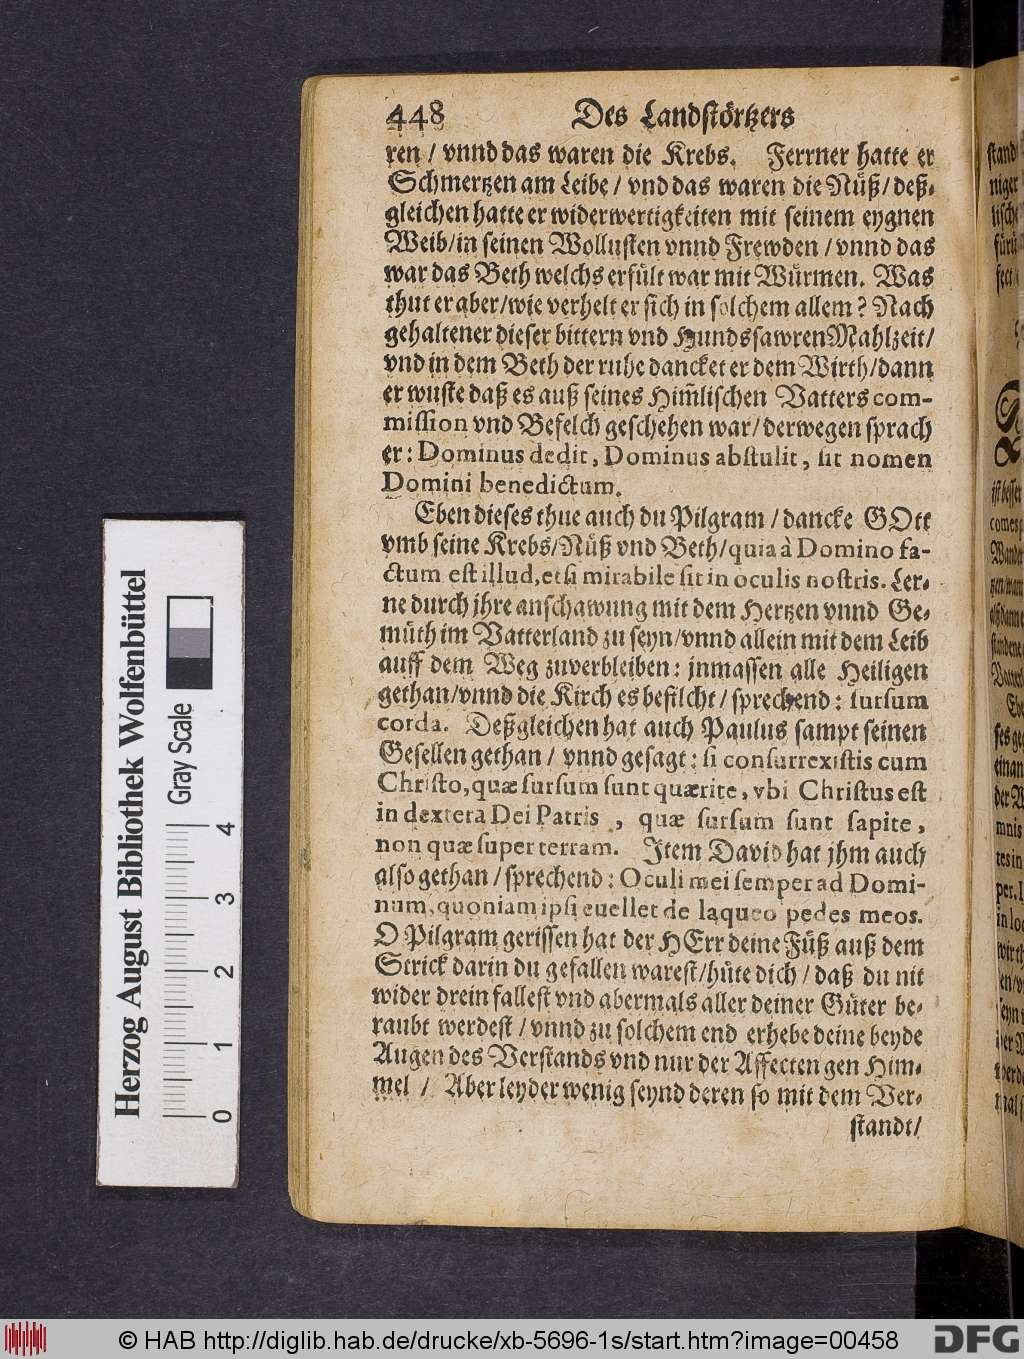 448 Des Landstörtzers
ren / vnnd das waren die Krebs. Ferrner hatte er
Schmertzen am Leibe / vnd das waren die Nüß / deß-
gleichen hatte er widerwertigkeiten mit seinem eygnen
Weib / in seinen Wollusten vnnd Frewden / vnnd das
war das Beth welchs erfült war mit Würmen. Was
thut er aber / wie verhelt er sich in solchem allem? Nach
gehaltener dieser bittern vnd Hundssawren Mahlzeit /
vnd in dem Beth der ruhe dancket er dem Wirth / dann
er wuste daß es auß seines Him̃lischen Vatters com-
mission vnd Befelch geschehen war / derwegen sprach
er: Dominus dedit, Dominus abstulit, sit nomen
Domini benedictum.
Eben dieses thue auch du Pilgram / dancke GOtt
vmb seine Krebs / Nüß vnd Beth / quia à Domino fa-
ctum est illud, etsi mirabile sit in oculis nostris. Ler-
ne durch jhre anschawung mit dem Hertzen vnnd Ge-
müth im Vatterland zu seyn / vnnd allein mit dem Leib
auff dem Weg zuverbleiben: jnmassen alle Heiligen
gethan / vnnd die Kirch es befilcht / sprechend: sursum
corda. Deßgleichen hat auch Paulus sampt seinen
Gesellen gethan / vnnd gesagt: si consurrexistis cum
Christo, quæ sursum sunt quærite, vbi Christus est
in dextera Dei Patris, quæ sursum sunt sapite,
non quæ super terram. Item David hat jhm auch
also gethan / sprechend: Oculi mei semper ad Domi-
num, quoniam ipsi euellet de laqueo pedes meos.
O Pilgram gerissen hat der HErr deine Füß auß dem
Strick darin du gefallen warest / hüte dich / daß du nit
wider drein fallest vnd abermals aller deiner Güter be-
raubt werdest / vnnd zu solchem end erhebe deine beyde
Augen des Verstands vnd nur der Affecten gen Him-
mel / Aber leyder wenig seynd deren so mit dem Ver-
standt /
Herzog August Bibliothek Wolfenbüttel
Gray Scale
0 1 2 3 4
© HAB http://diglib.hab.de/drucke/xb-5696-1s/start.htm?image=00458
DFG